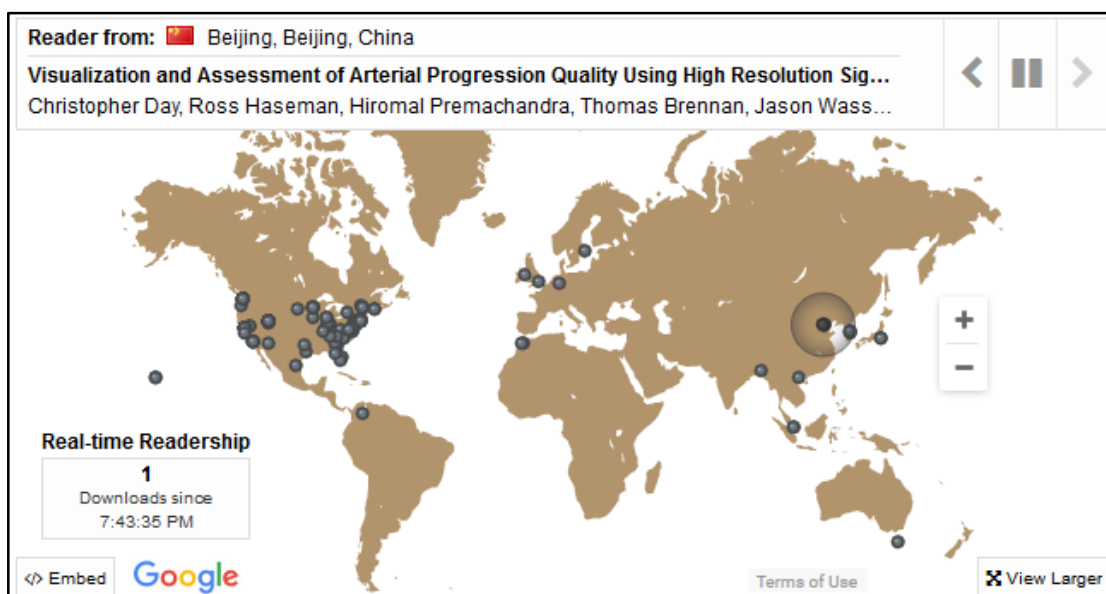 Reader from: Beijing, Beijing, China
Visualization and Assessment of Arterial Progression Quality Using High Resolution Sig...
Christopher Day, Ross Haseman, Hiromal Premachandra, Thomas Brennan, Jason Wass...
Real-time Readership
1
Downloads since
7:43:35 PM
+
−
</> Embed
Google
Terms of Use
View Larger